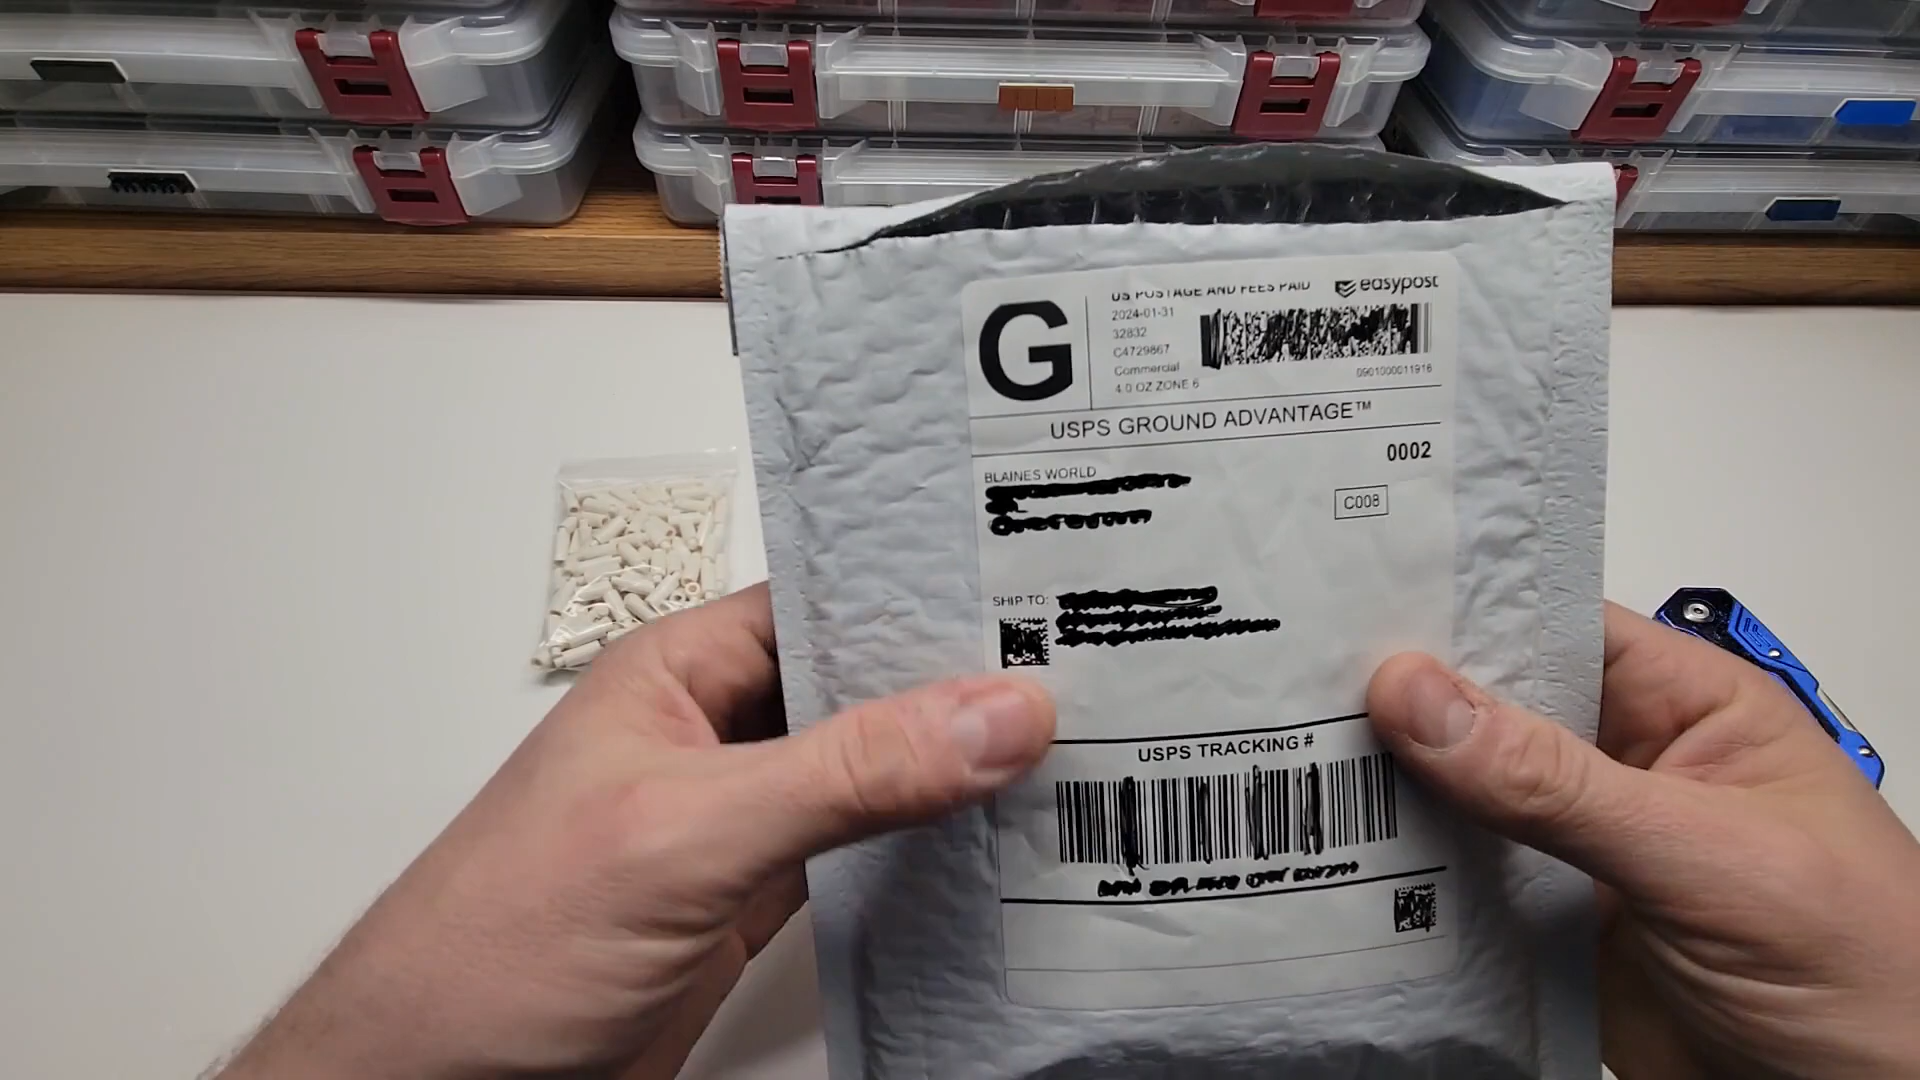 US POSTAGE AND FEES PAID
easypost
2024-01-31
32832
C4729867
Commercial
4.0 OZ ZONE 6
0901000011916
G
USPS GROUND ADVANTAGE™
BLAINES WORLD
0002
C008
SHIP TO:
USPS TRACKING #